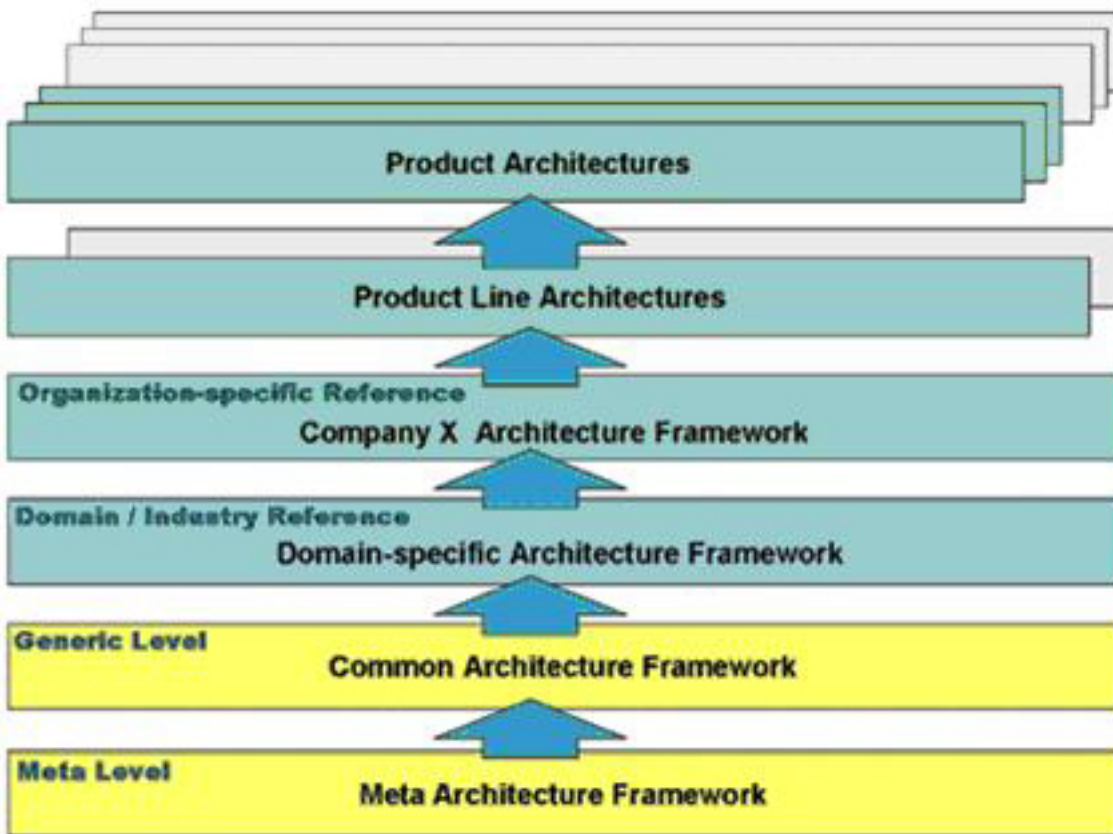 Product Architectures
Product Line Architectures
Organization-specific Reference
Company X Architecture Framework
Domain / Industry Reference
Domain-specific Architecture Framework
Generic Level
Common Architecture Framework
Meta Level
Meta Architecture Framework